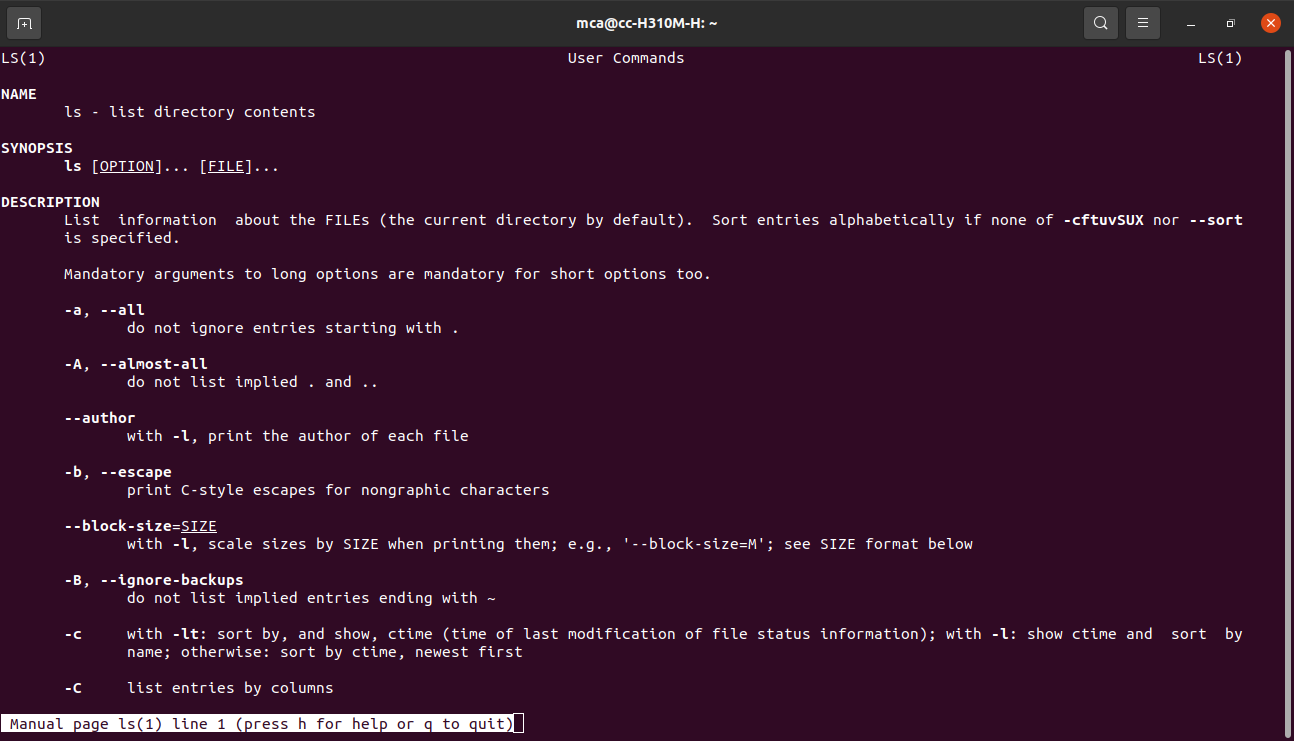 mca@cc-H310M-H: ~
LS(1) User Commands LS(1)
NAME
ls - list directory contents
SYNOPSIS
ls [OPTION]... [FILE]...
DESCRIPTION
List  information  about the FILEs (the current directory by default).  Sort entries alphabetically if none of -cftuvSUX nor --sort
is specified.
Mandatory arguments to long options are mandatory for short options too.
-a, --all
do not ignore entries starting with .
-A, --almost-all
do not list implied . and ..
--author
with -l, print the author of each file
-b, --escape
print C-style escapes for nongraphic characters
--block-size=SIZE
with -l, scale sizes by SIZE when printing them; e.g., '--block-size=M'; see SIZE format below
-B, --ignore-backups
do not list implied entries ending with ~
-c with -lt: sort by, and show, ctime (time of last modification of file status information); with -l: show ctime and  sort  by
name; otherwise: sort by ctime, newest first
-C list entries by columns
Manual page ls(1) line 1 (press h for help or q to quit)